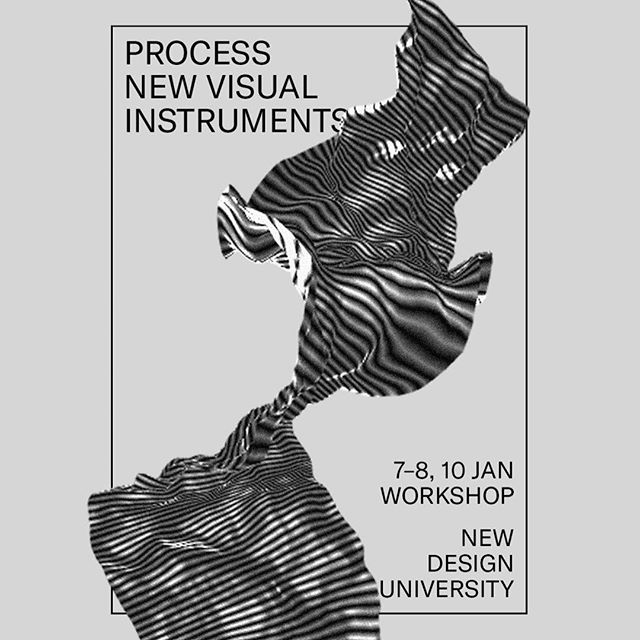 PROCESS
NEW VISUAL
INSTRUMENTS
7–8, 10 JAN
WORKSHOP
NEW
DESIGN
UNIVERSITY